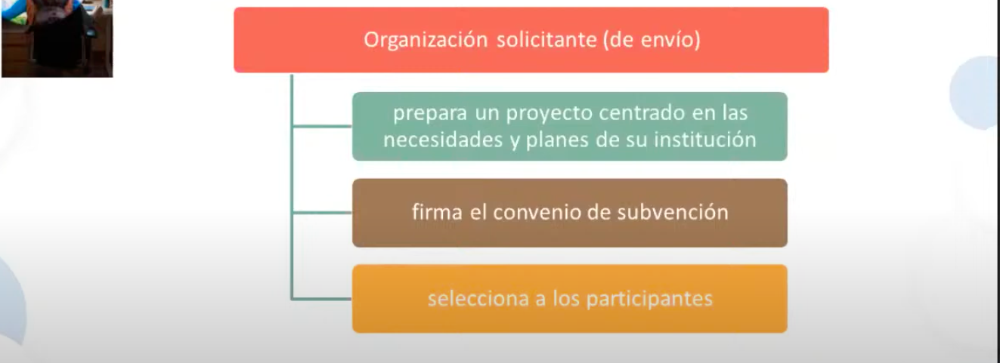 Organización solicitante (de envío)
prepara un proyecto centrado en las
necesidades y planes de su institución
firma el convenio de subvención
selecciona a los participantes